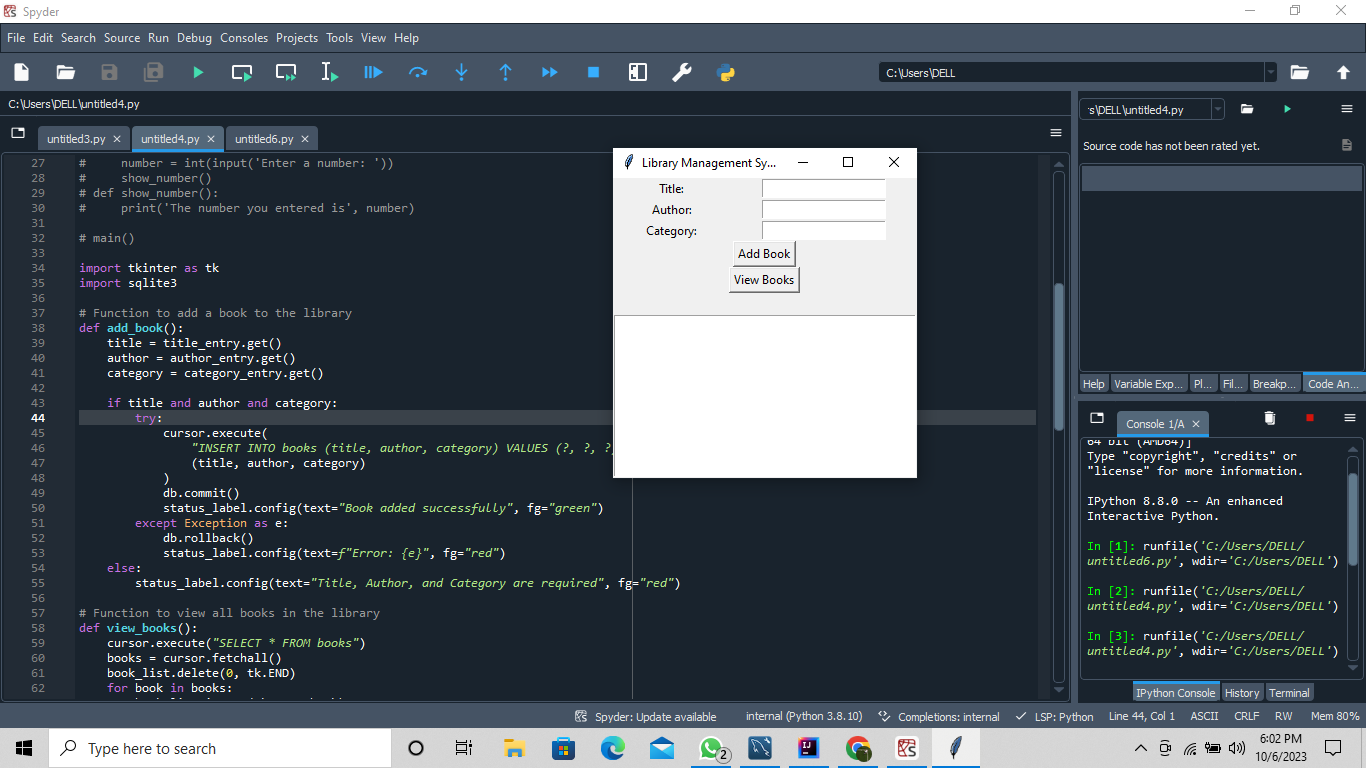 Spyder
File Edit Search Source Run Debug Consoles Projects Tools View Help
C:\Users\DELL
C:\Users\DELL\untitled4.py
untitled3.py
untitled4.py
untitled6.py
27 #     number = int(input('Enter a number: '))
28 #     show_number()
29 # def show_number():
30 #     print('The number you entered is', number)
31
32 # main()
33
34 import tkinter as tk
35 import sqlite3
36
37 # Function to add a book to the library
38 def add_book():
39     title = title_entry.get()
40     author = author_entry.get()
41     category = category_entry.get()
42
43     if title and author and category:
44         try:
45             cursor.execute(
46                 "INSERT INTO books (title, author, category) VALUES (?, ?, ?
47                 (title, author, category)
48             )
49             db.commit()
50             status_label.config(text="Book added successfully", fg="green")
51         except Exception as e:
52             db.rollback()
53             status_label.config(text=f"Error: {e}", fg="red")
54     else:
55         status_label.config(text="Title, Author, and Category are required", fg="red")
56
57 # Function to view all books in the library
58 def view_books():
59     cursor.execute("SELECT * FROM books")
60     books = cursor.fetchall()
61     book_list.delete(0, tk.END)
62     for book in books:
Library Management Sy...
Title:
Author:
Category:
Add Book
View Books
s\DELL\untitled4.py
Source code has not been rated yet.
Help Variable Exp... Pl... Fil... Breakp... Code An...
Console 1/A
64 bit (AMD64)]
Type "copyright", "credits" or
"license" for more information.
IPython 8.8.0 -- An enhanced
Interactive Python.
In [1]: runfile('C:/Users/DELL/
untitled6.py', wdir='C:/Users/DELL')
In [2]: runfile('C:/Users/DELL/
untitled4.py', wdir='C:/Users/DELL')
In [3]: runfile('C:/Users/DELL/
untitled4.py', wdir='C:/Users/DELL')
IPython Console History Terminal
Spyder: Update available internal (Python 3.8.10) Completions: internal LSP: Python Line 44, Col 1 ASCII CRLF RW Mem 80%
Type here to search
2
6:02 PM
10/6/2023